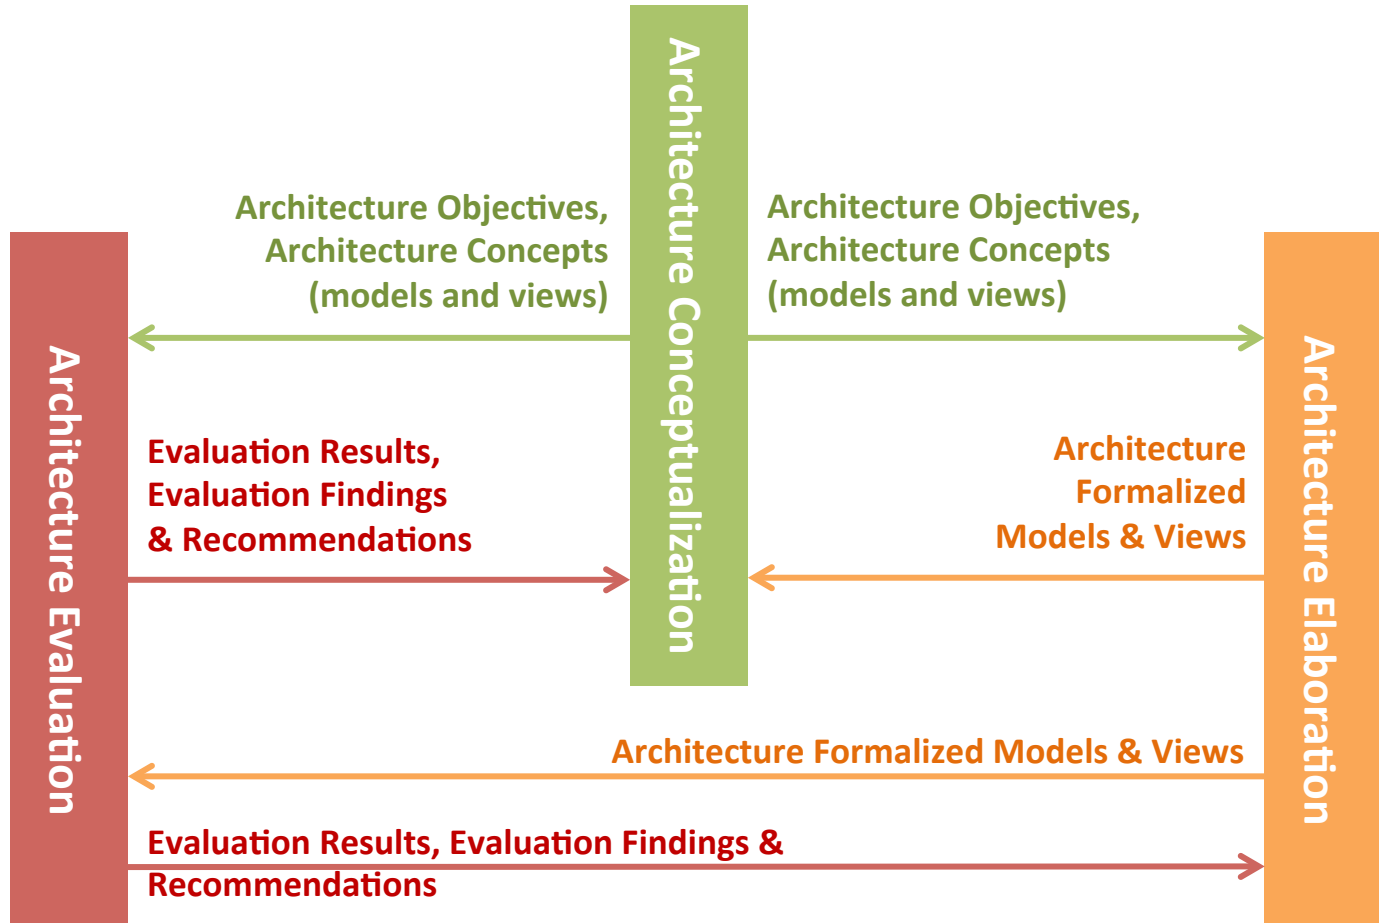 Architecture Conceptualization
Architecture Objectives,
Architecture Concepts
(models and views)
Architecture Objectives,
Architecture Concepts
(models and views)
Architecture Evaluation
Architecture Elaboration
Evaluation Results,
Evaluation Findings
& Recommendations
Architecture
Formalized
Models & Views
Architecture Formalized Models & Views
Evaluation Results, Evaluation Findings &
Recommendations